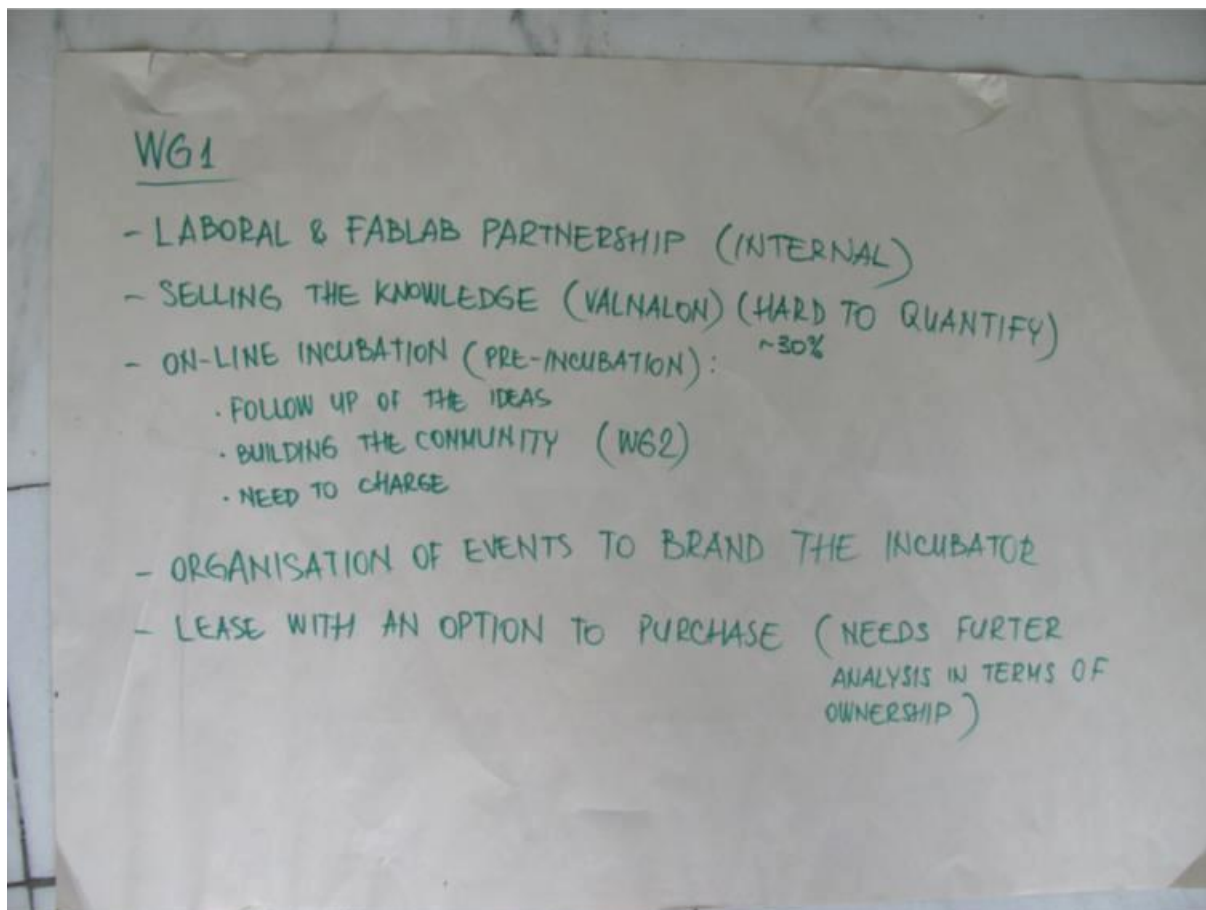 WG1
- LABORAL & FABLAB PARTNERSHIP (INTERNAL)
- SELLING THE KNOWLEDGE (VALNALON) (HARD TO QUANTIFY)
~30%
- ON-LINE INCUBATION (PRE-INCUBATION):
· FOLLOW UP OF THE IDEAS
· BUILDING THE COMMUNITY (WG2)
· NEED TO CHARGE
- ORGANISATION OF EVENTS TO BRAND THE INCUBATOR
- LEASE WITH AN OPTION TO PURCHASE (NEEDS FURTER
ANALYSIS IN TERMS OF
OWNERSHIP)